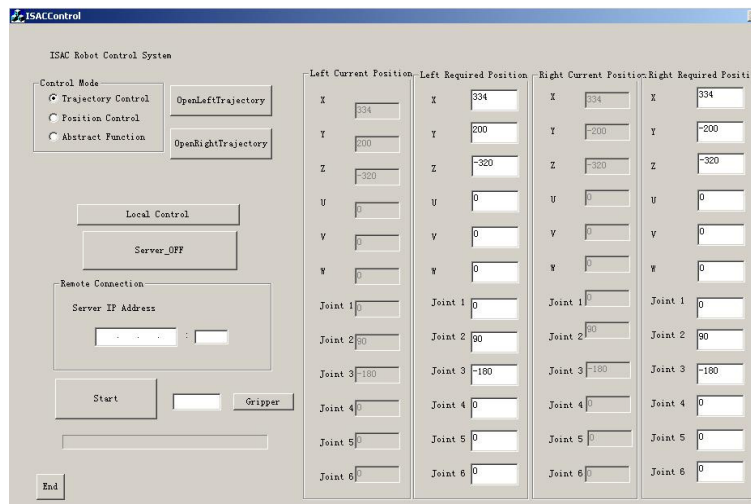 ISACControl
ISAC Robot Control System
Control Mode
Trajectory Control
Position Control
Abstract Function
OpenLeftTrajectory
OpenRightTrajectory
Local Control
Server_OFF
Remote Connection
Server IP Address
. . . :
Start
Gripper
End
Left Current Position
X 334
Y 200
Z -320
U 0
V 0
W 0
Joint 1 0
Joint 2 90
Joint 3 -180
Joint 4 0
Joint 5 0
Joint 6 0
Left Required Position
X 334
Y 200
Z -320
U 0
V 0
W 0
Joint 1 0
Joint 2 90
Joint 3 -180
Joint 4 0
Joint 5 0
Joint 6 0
Right Current Positio
X 334
Y -200
Z -320
U 0
V 0
W 0
Joint 1 0
Joint 2 90
Joint 3 -180
Joint 4 0
Joint 5 0
Joint 6 0
Right Required Positi
X 334
Y -200
Z -320
U 0
V 0
W 0
Joint 1 0
Joint 2 90
Joint 3 -180
Joint 4 0
Joint 5 0
Joint 6 0